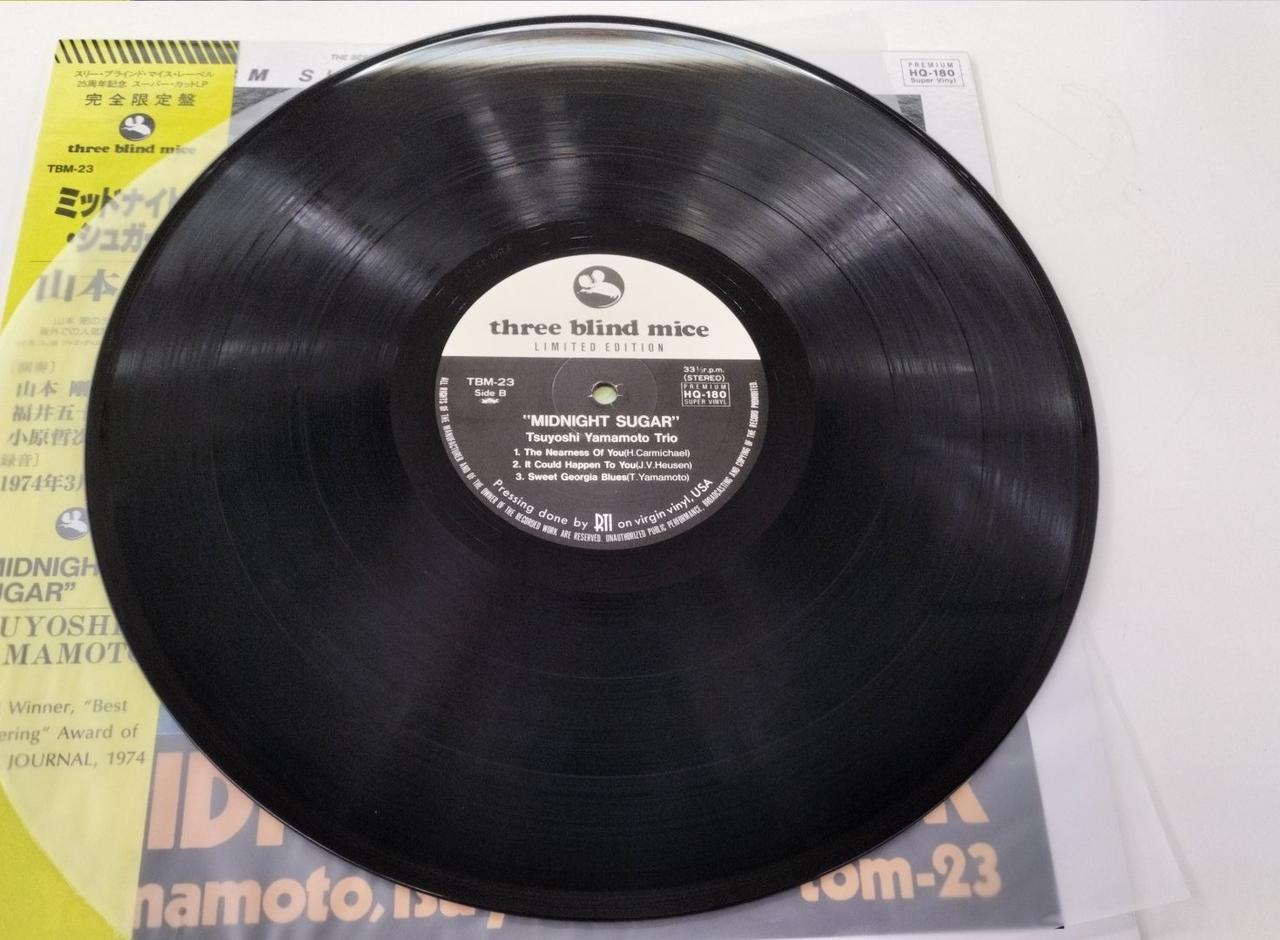 スリー・ブラインド・マイス・レーベル
25周年記念 スーパー・カットLP
完全限定盤
three blind mice
TBM-23
ミッドナイト
・シュガー
山本
〔演奏〕
山本 剛
福井五十
小原哲次
録音〕
1974年3月
MIDNIGH
UGAR”
UYOSHI
MAMOTO
Winner, “Best
ering” Award of
JOURNAL, 1974
PREMIUM
HQ-180
Super Vinyl
three blind mice
LIMITED EDITION
TBM-23
Side B
33⅓r.p.m.
(STEREO)
PREMIUM
HQ-180
SUPER VINYL
"MIDNIGHT SUGAR"
Tsuyoshi Yamamoto Trio
1. The Nearness Of You(H.Carmichael)
2. It Could Happen To You(J.V.Heusen)
3. Sweet Georgia Blues(T.Yamamoto)
Pressing done by RTI on virgin vinyl, USA
ALL RIGHTS OF THE MANUFACTURER AND OF THE OWNER OF THE RECORDED WORK ARE RESERVED. UNAUTHORIZED PUBLIC PERFORMANCE, BROADCASTING AND COPYING OF THE RECORD PROHIBITED.
mamoto,
tbm-23